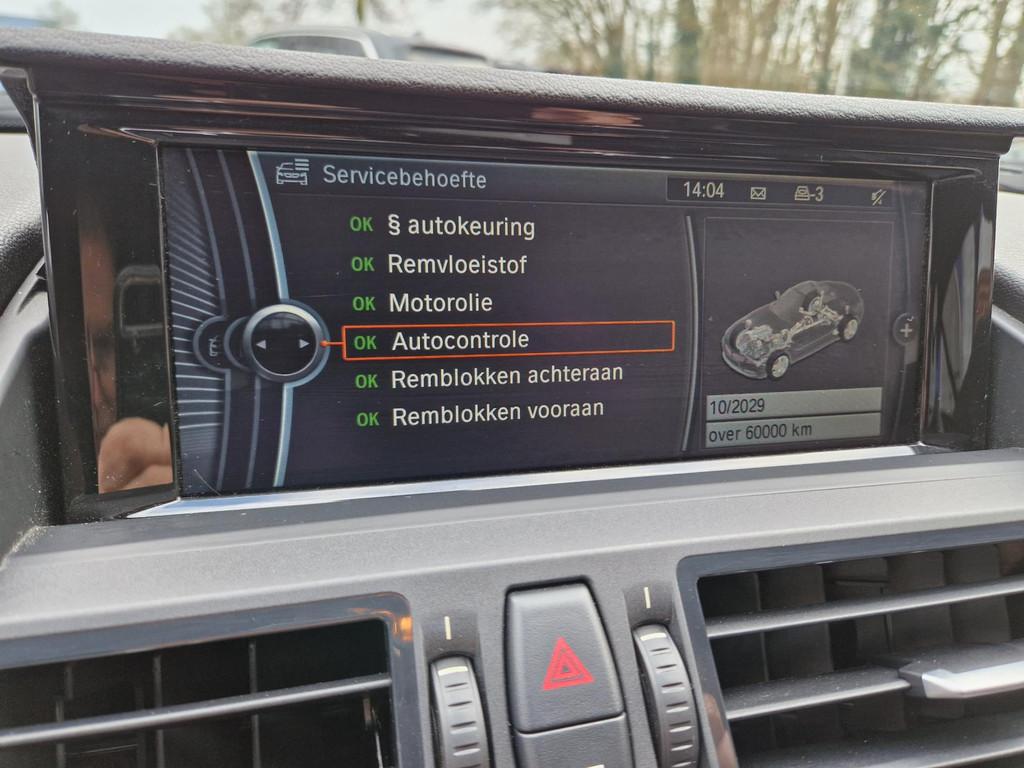 Servicebehoefte
14:04
-3
OK § autokeuring
OK Remvloeistof
OK Motorolie
OK Autocontrole
OK Remblokken achteraan
OK Remblokken vooraan
10/2029
over 60000 km